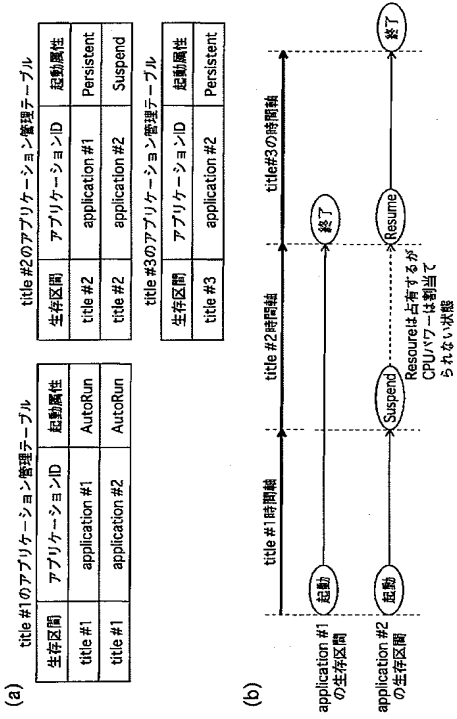 (a)
title #1のアプリケーション管理テーブル
生存区間 アプリケーションID 起動属性
title #1 application #1 AutoRun
title #1 application #2 AutoRun
title #2のアプリケーション管理テーブル
生存区間 アプリケーションID 起動属性
title #2 application #1 Persistent
title #2 application #2 Suspend
title #3のアプリケーション管理テーブル
生存区間 アプリケーションID 起動属性
title #3 application #2 Persistent
(b)
title #1時間軸 title #2時間軸 title#3の時間軸
application #1
の生存区間
起動 終了
application #2
の生存区間
起動 Suspend Resume 終了
Resoureは占有するが
CPUパワーは割当て
られない状態